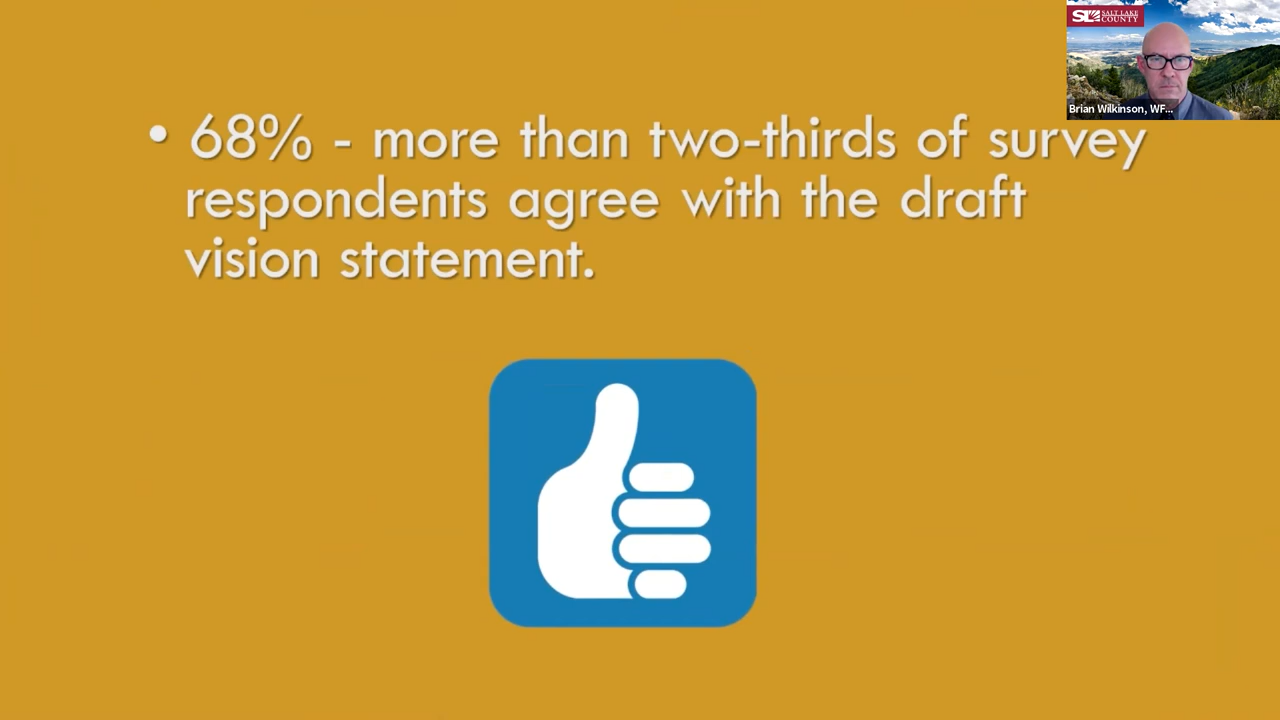 SL SALT LAKE
COUNTY
Brian Wilkinson, WF...
• 68% - more than two-thirds of survey
respondents agree with the draft
vision statement.